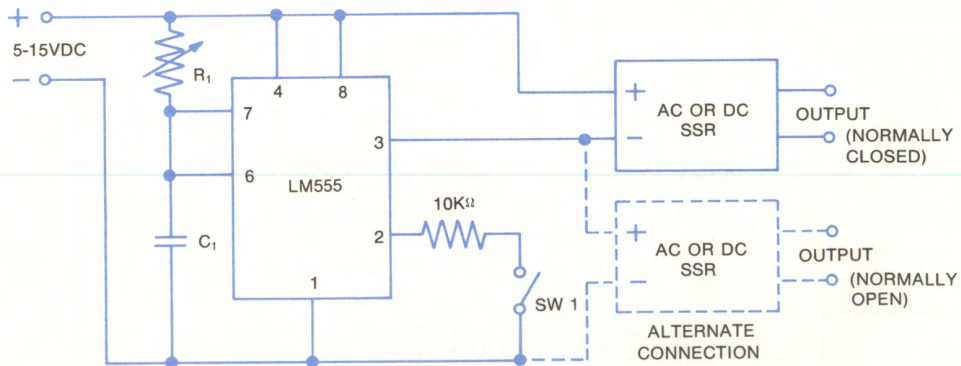 +
5-15VDC
−
R₁
4
8
7
3
6
LM555
2
1
C₁
10KΩ
SW 1
+
−
AC OR DC
SSR
OUTPUT
(NORMALLY
CLOSED)
+
−
AC OR DC
SSR
OUTPUT
(NORMALLY
OPEN)
ALTERNATE
CONNECTION